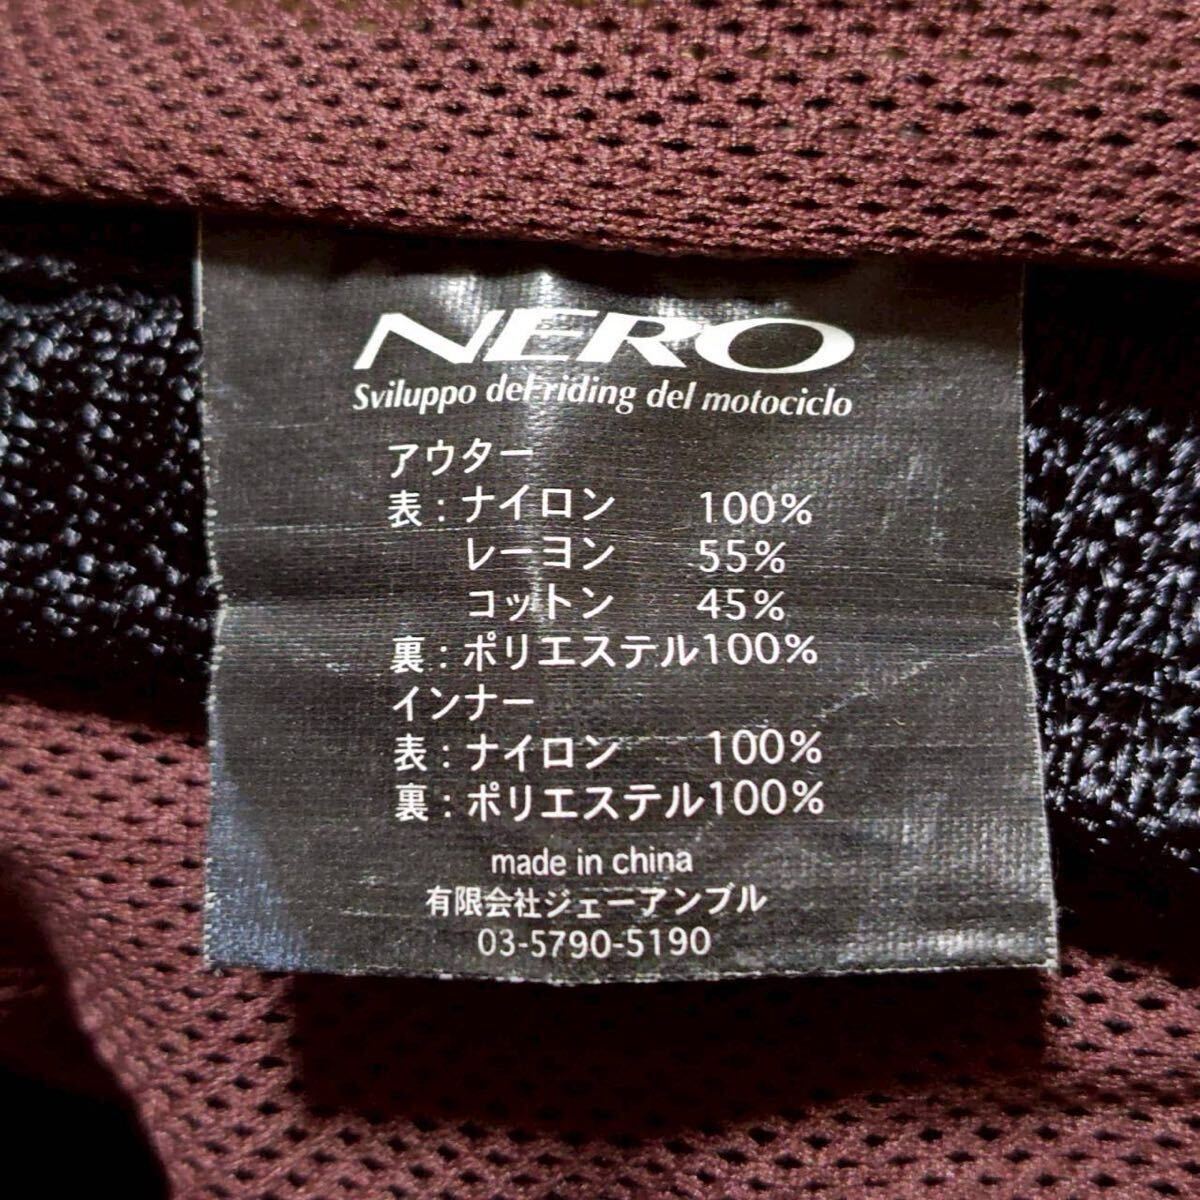 NERO
Sviluppo del riding del motociclo
アウター
表：ナイロン 100%
レーヨン 55%
コットン 45%
裏：ポリエステル100%
インナー
表：ナイロン 100%
裏：ポリエステル100%
made in china
有限会社ジェーアンブル
03-5790-5190